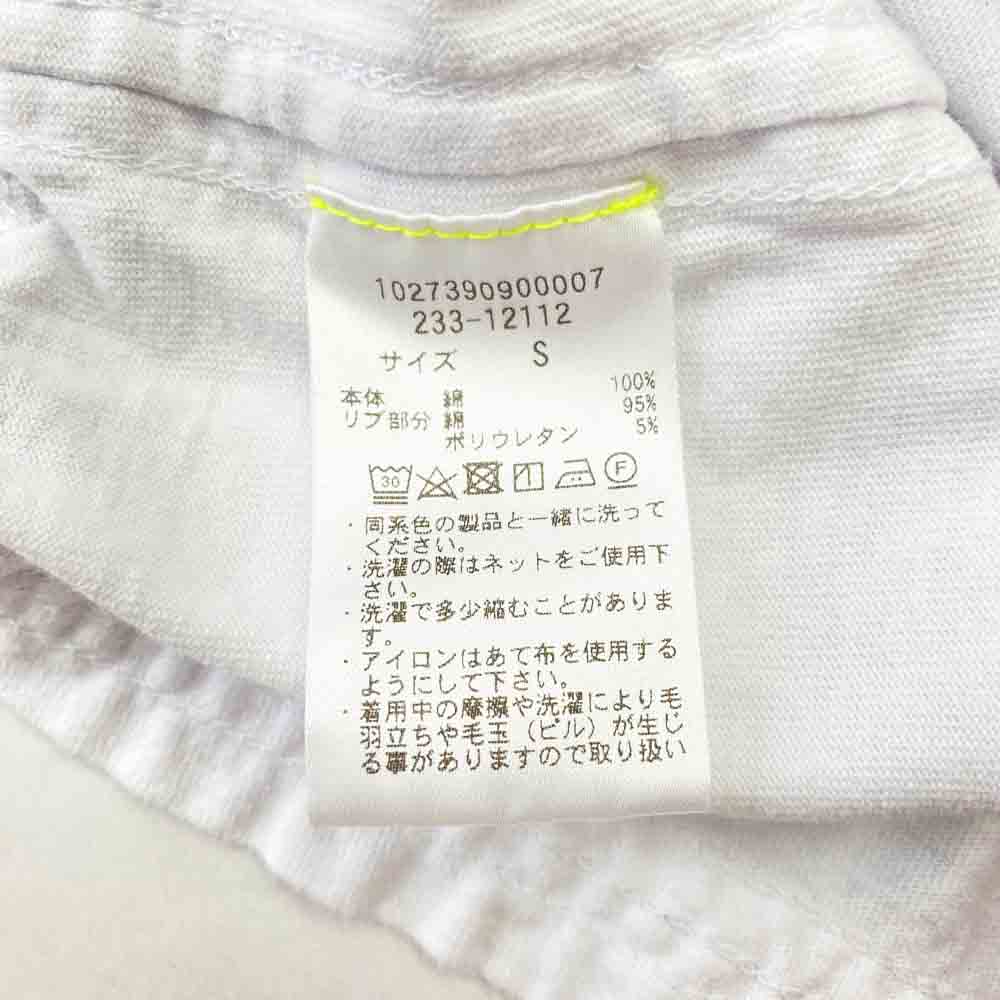 1027390900007
233-12112
サイズ S
本体 綿 100%
リブ部分 綿 95%
ポリウレタン 5%
30 F
・同系色の製品と一緒に洗って
ください。
・洗濯の際はネットをご使用下
さい。
・洗濯で多少縮むことがありま
す。
・アイロンはあて布を使用する
ようにして下さい。
・着用中の摩擦や洗濯により毛
羽立ちや毛玉（ピル）が生じ
る事がありますので取り扱い